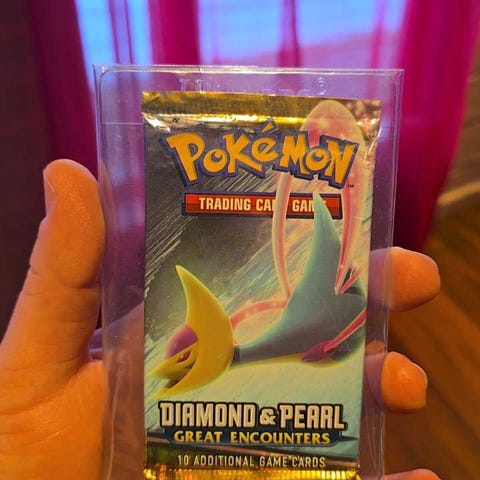 POKéMON
TRADING CARD GAME
DIAMOND & PEARL
GREAT ENCOUNTERS
10 ADDITIONAL GAME CARDS